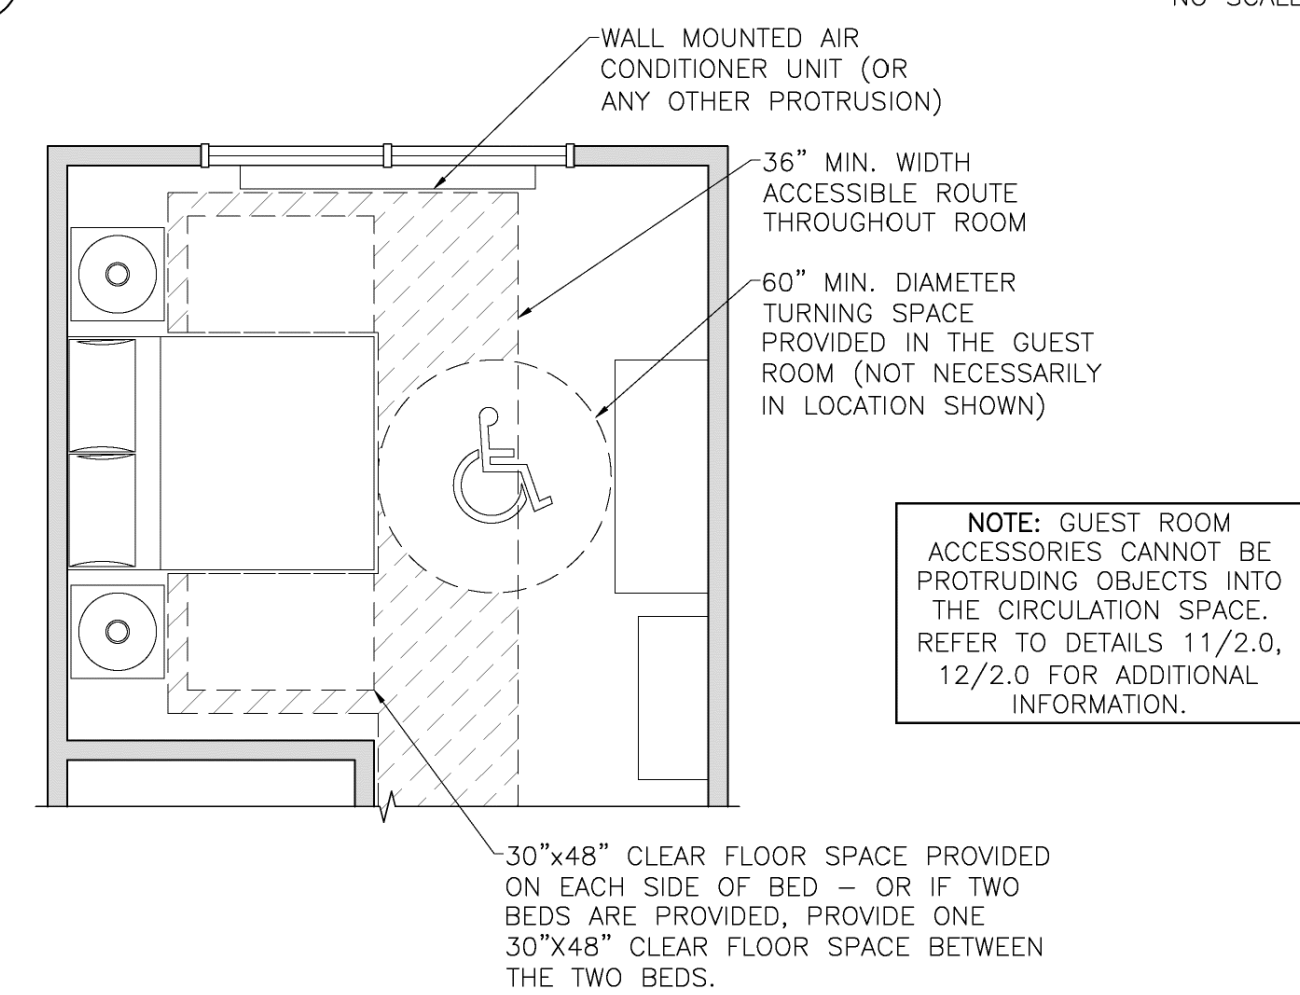 NO SCALE
WALL MOUNTED AIR
CONDITIONER UNIT (OR
ANY OTHER PROTRUSION)
36” MIN. WIDTH
ACCESSIBLE ROUTE
THROUGHOUT ROOM
60” MIN. DIAMETER
TURNING SPACE
PROVIDED IN THE GUEST
ROOM (NOT NECESSARILY
IN LOCATION SHOWN)
NOTE: GUEST ROOM
ACCESSORIES CANNOT BE
PROTRUDING OBJECTS INTO
THE CIRCULATION SPACE.
REFER TO DETAILS 11/2.0,
12/2.0 FOR ADDITIONAL
INFORMATION.
30”x48” CLEAR FLOOR SPACE PROVIDED
ON EACH SIDE OF BED – OR IF TWO
BEDS ARE PROVIDED, PROVIDE ONE
30”X48” CLEAR FLOOR SPACE BETWEEN
THE TWO BEDS.